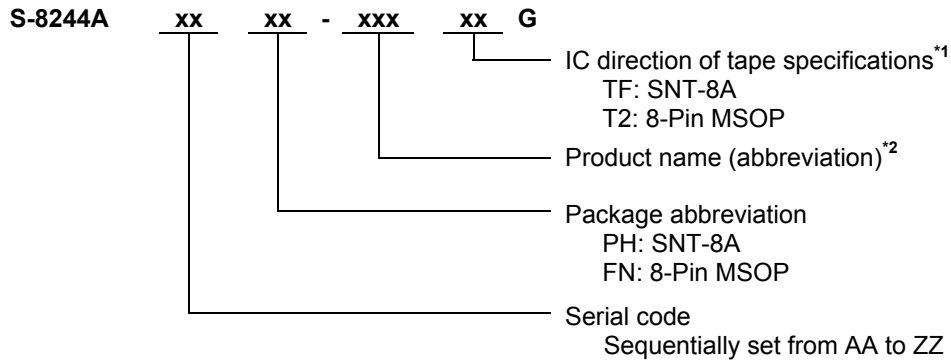 S-8244A xx xx - xxx xx G
IC direction of tape specifications*1
TF: SNT-8A
T2: 8-Pin MSOP
Product name (abbreviation)*2
Package abbreviation
PH: SNT-8A
FN: 8-Pin MSOP
Serial code
Sequentially set from AA to ZZ